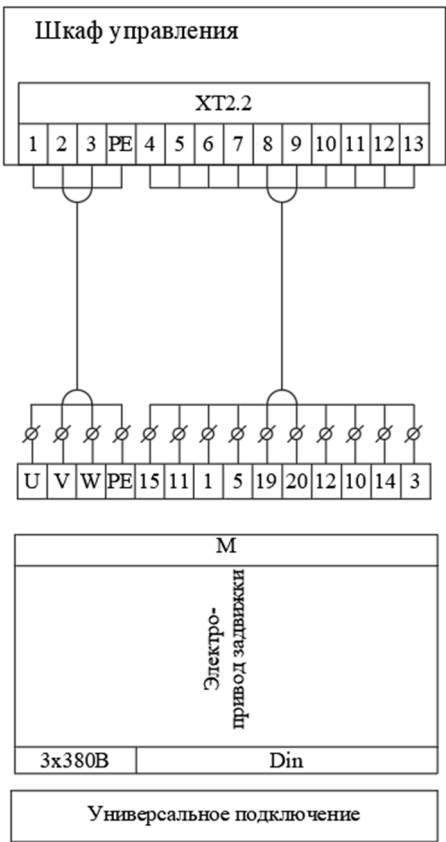 Шкаф управления
XT2.2
1 2 3 PE 4 5 6 7 8 9 10 11 12 13
U V W PE 15 11 1 5 19 20 12 10 14 3
М
Электро-
привод задвижки
3х380В Din
Универсальное подключение